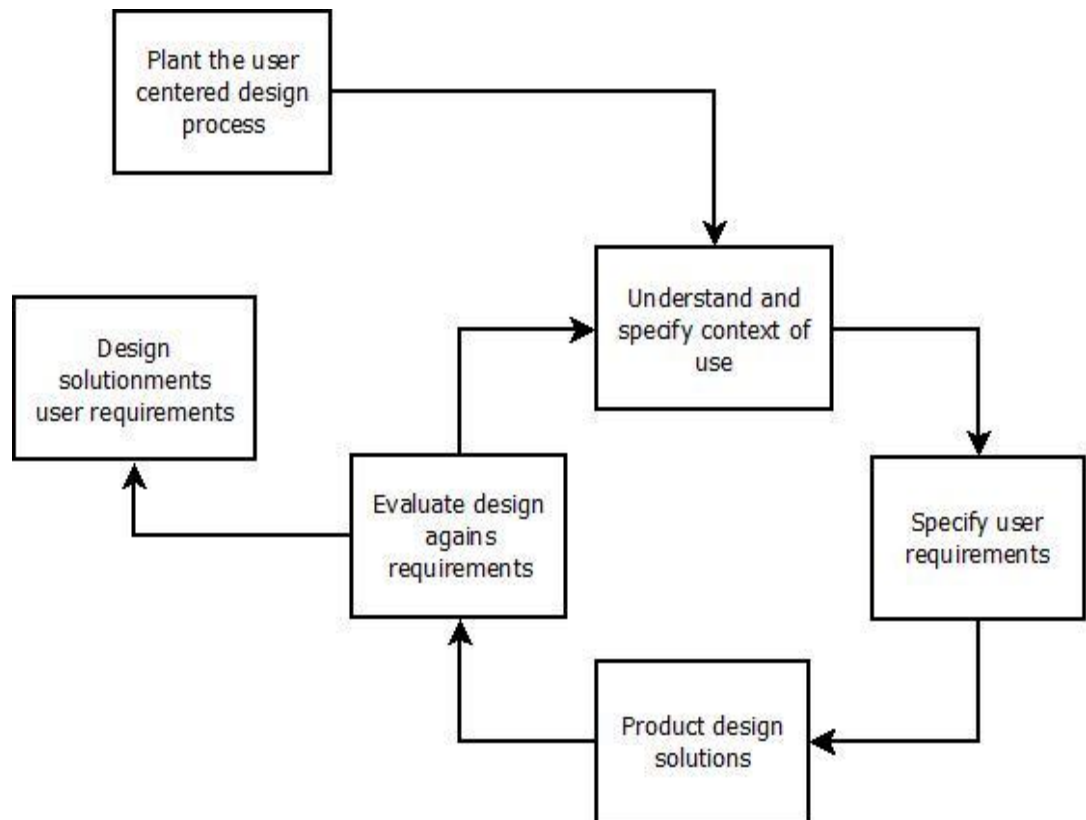 Plant the user
centered design
process
Understand and
specify context of
use
Design
solutionments
user requirements
Evaluate design
agains
requirements
Specify user
requirements
Product design
solutions